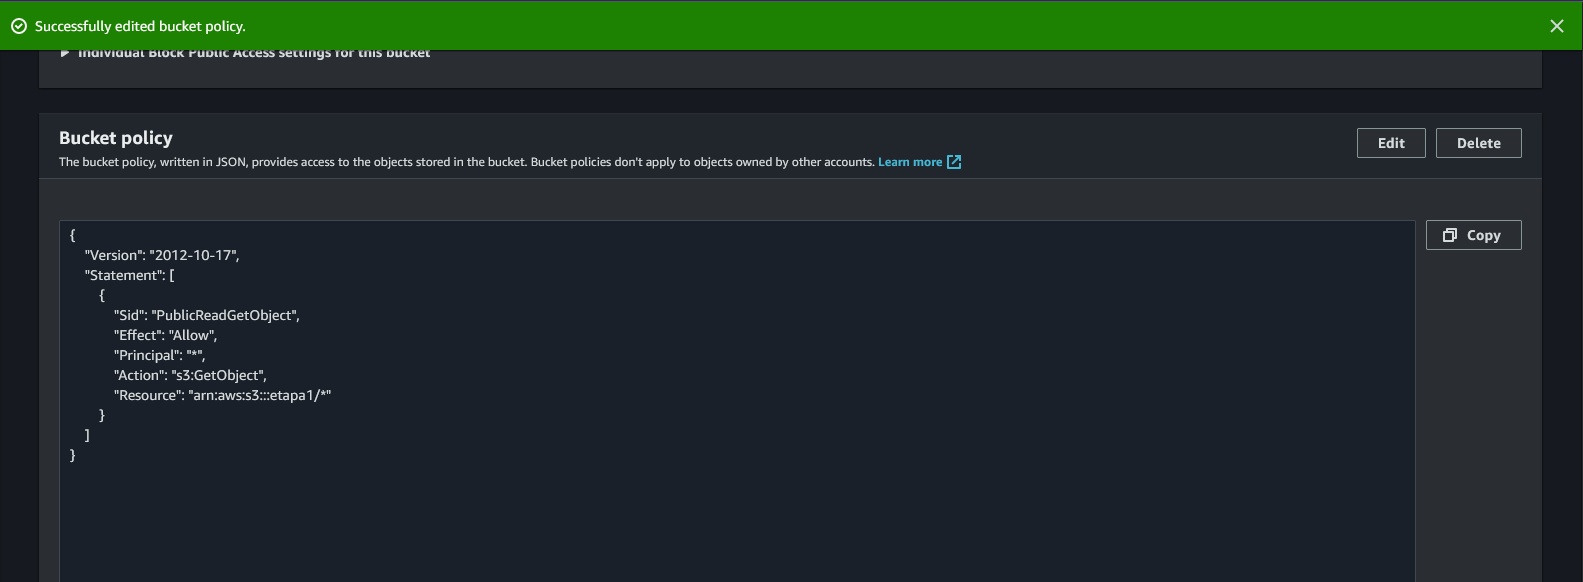 Successfully edited bucket policy.
Individual Block Public Access settings for this bucket
Bucket policy
The bucket policy, written in JSON, provides access to the objects stored in the bucket. Bucket policies don't apply to objects owned by other accounts. Learn more
Edit
Delete
Copy
{
    "Version": "2012-10-17",
    "Statement": [
        {
            "Sid": "PublicReadGetObject",
            "Effect": "Allow",
            "Principal": "*",
            "Action": "s3:GetObject",
            "Resource": "arn:aws:s3:::etapa1/*"
        }
    ]
}